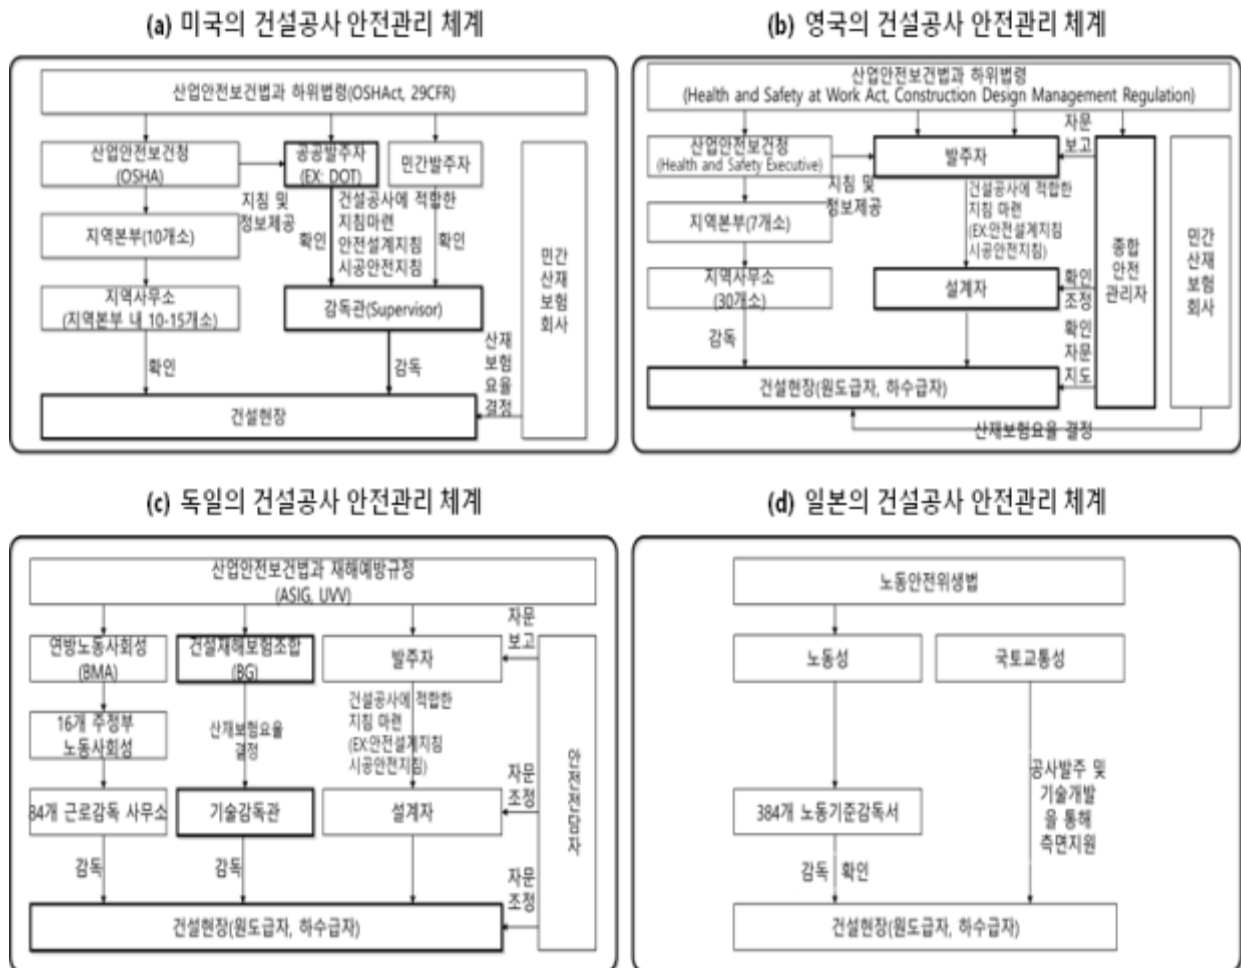 (a) 미국의 건설공사 안전관리 체계
산업안전보건법과 하위법령(OSHAct, 29CFR)
산업안전보건청
(OSHA)
공공발주자
(EX: DOT)
민간발주자
지침 및
정보제공
건설공사에 적합한
지침마련
안전설계지침
시공안전지침
확인
확인
지역본부(10개소)
지역사무소
(지역본부 내 10-15개소)
감독관(Supervisor)
확인
감독
민간
산재
보험
회사
산재
보험
요율
결정
건설현장
(b) 영국의 건설공사 안전관리 체계
산업안전보건법과 하위법령
(Health and Safety at Work Act, Construction Design Management Regulation)
산업안전보건청
(Health and Safety Executive)
발주자
자문
보고
지침 및
정보제공
건설공사에 적합한
지침 마련
(EX:안전설계지침
시공안전지침)
지역본부(7개소)
지역사무소
(30개소)
설계자
확인
조정
종합
안전
관리자
민간
산재
보험
회사
감독
확인
자문
지도
건설현장(원도급자, 하수급자)
산재보험요율 결정
(c) 독일의 건설공사 안전관리 체계
산업안전보건법과 재해예방규정
(ASIG, UVV)
연방노동사회성
(BMA)
건설재해보험조합
(BG)
발주자
자문
보고
16개 주정부
노동사회성
산재보험요율
결정
건설공사에 적합한
지침 마련
(EX:안전설계지침
시공안전지침)
84개 근로감독 사무소
기술감독관
설계자
자문
조정
안전전담자
감독
감독
자문
조정
건설현장(원도급자, 하수급자)
(d) 일본의 건설공사 안전관리 체계
노동안전위생법
노동성
국토교통성
384개 노동기준감독서
공사발주 및
기술개발
을 통해
측면지원
감독 확인
건설현장(원도급자, 하수급자)